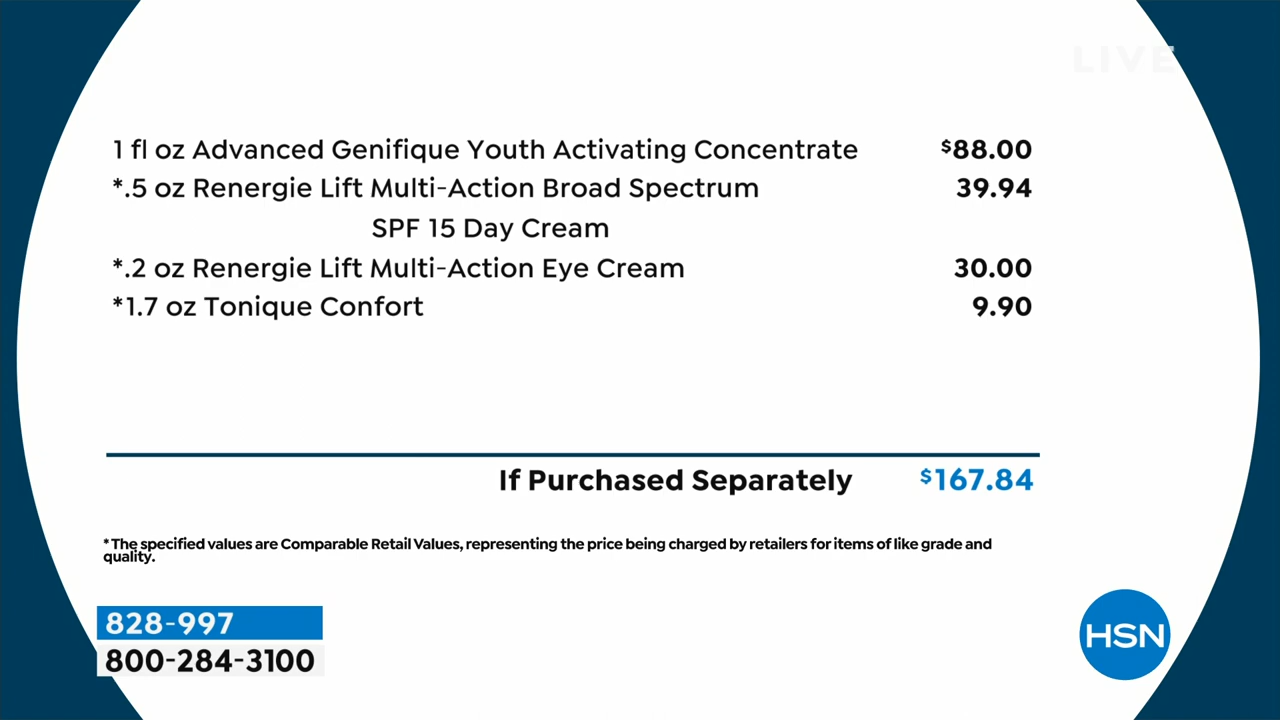 LIVE
1 fl oz Advanced Genifique Youth Activating Concentrate $88.00
*.5 oz Renergie Lift Multi-Action Broad Spectrum 39.94
SPF 15 Day Cream
*.2 oz Renergie Lift Multi-Action Eye Cream 30.00
*1.7 oz Tonique Confort 9.90
If Purchased Separately $167.84
*The specified values are Comparable Retail Values, representing the price being charged by retailers for items of like grade and
quality.
828-997
800-284-3100
HSN